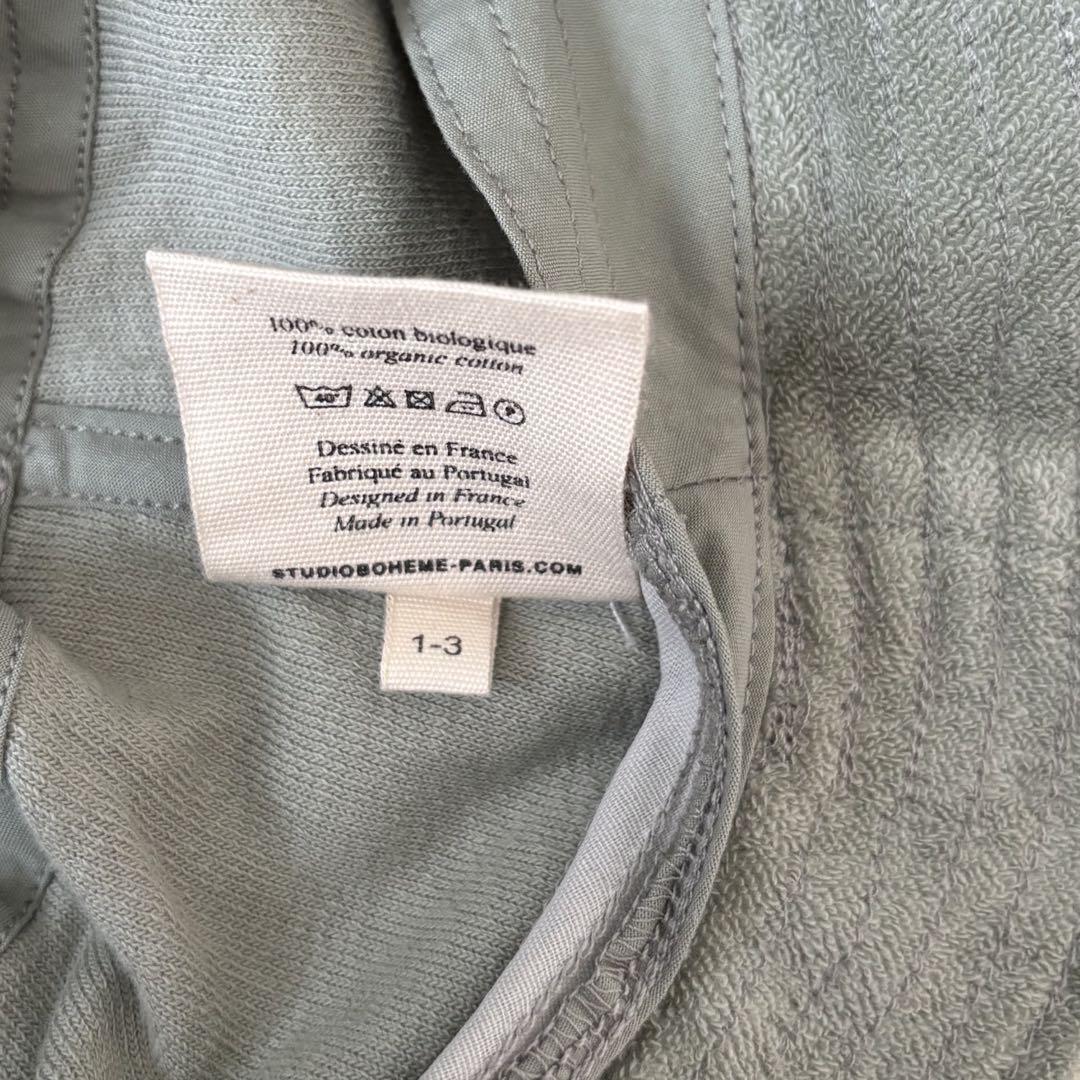 100% coton biologique
100% organic cotton
40° P
Dessiné en France
Fabriqué au Portugal
Designed in France
Made in Portugal
STUDIOBOHEME-PARIS.COM
1-3